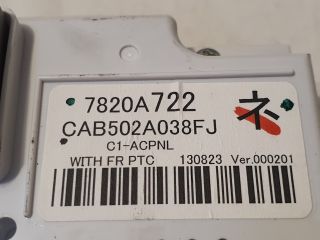 7820A722
ネ
CAB502A038FJ
C1-ACPNL
WITH FR PTC 130823 Ver.000201